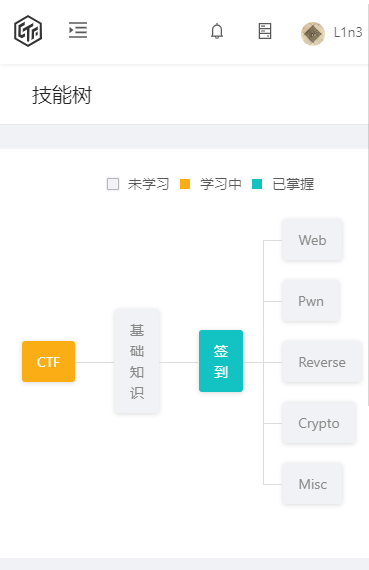 CTF
L1n3
技能树
未学习 学习中 已掌握
Web
Pwn
CTF
基础知识
签到
Reverse
Crypto
Misc